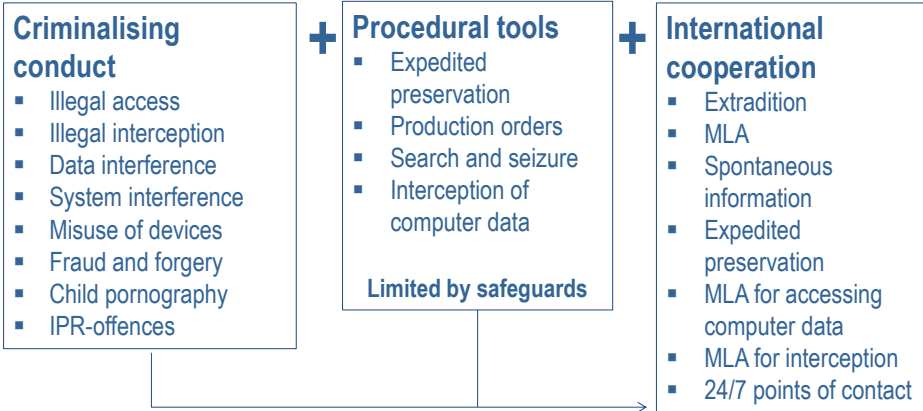 Criminalising
conduct
▪ Illegal access
▪ Illegal interception
▪ Data interference
▪ System interference
▪ Misuse of devices
▪ Fraud and forgery
▪ Child pornography
▪ IPR-offences
+
Procedural tools
▪ Expedited
preservation
▪ Production orders
▪ Search and seizure
▪ Interception of
computer data
Limited by safeguards
+
International
cooperation
▪ Extradition
▪ MLA
▪ Spontaneous
information
▪ Expedited
preservation
▪ MLA for accessing
computer data
▪ MLA for interception
▪ 24/7 points of contact